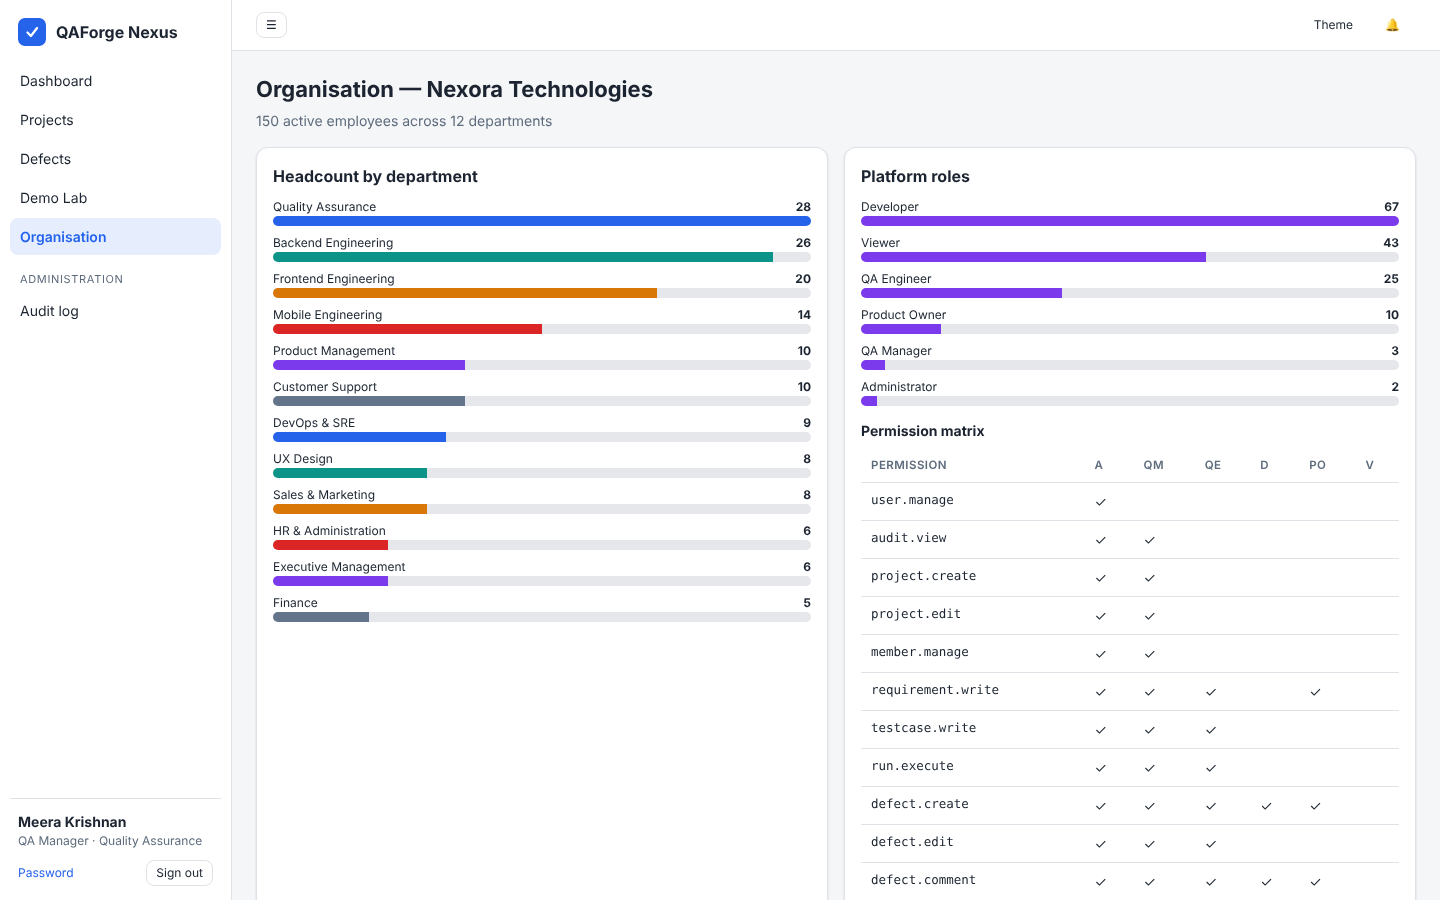 QAForge Nexus
Dashboard
Projects
Defects
Demo Lab
Organisation
ADMINISTRATION
Audit log
Meera Krishnan
QA Manager · Quality Assurance
Password
Sign out
☰
Theme
Organisation — Nexora Technologies
150 active employees across 12 departments
Headcount by department
Quality Assurance 28
Backend Engineering 26
Frontend Engineering 20
Mobile Engineering 14
Product Management 10
Customer Support 10
DevOps & SRE 9
UX Design 8
Sales & Marketing 8
HR & Administration 6
Executive Management 6
Finance 5
Platform roles
Developer 67
Viewer 43
QA Engineer 25
Product Owner 10
QA Manager 3
Administrator 2
Permission matrix
PERMISSION A QM QE D PO V
user.manage ✓
audit.view ✓ ✓
project.create ✓ ✓
project.edit ✓ ✓
member.manage ✓ ✓
requirement.write ✓ ✓ ✓ ✓
testcase.write ✓ ✓ ✓
run.execute ✓ ✓ ✓
defect.create ✓ ✓ ✓ ✓ ✓
defect.edit ✓ ✓ ✓
defect.comment ✓ ✓ ✓ ✓ ✓